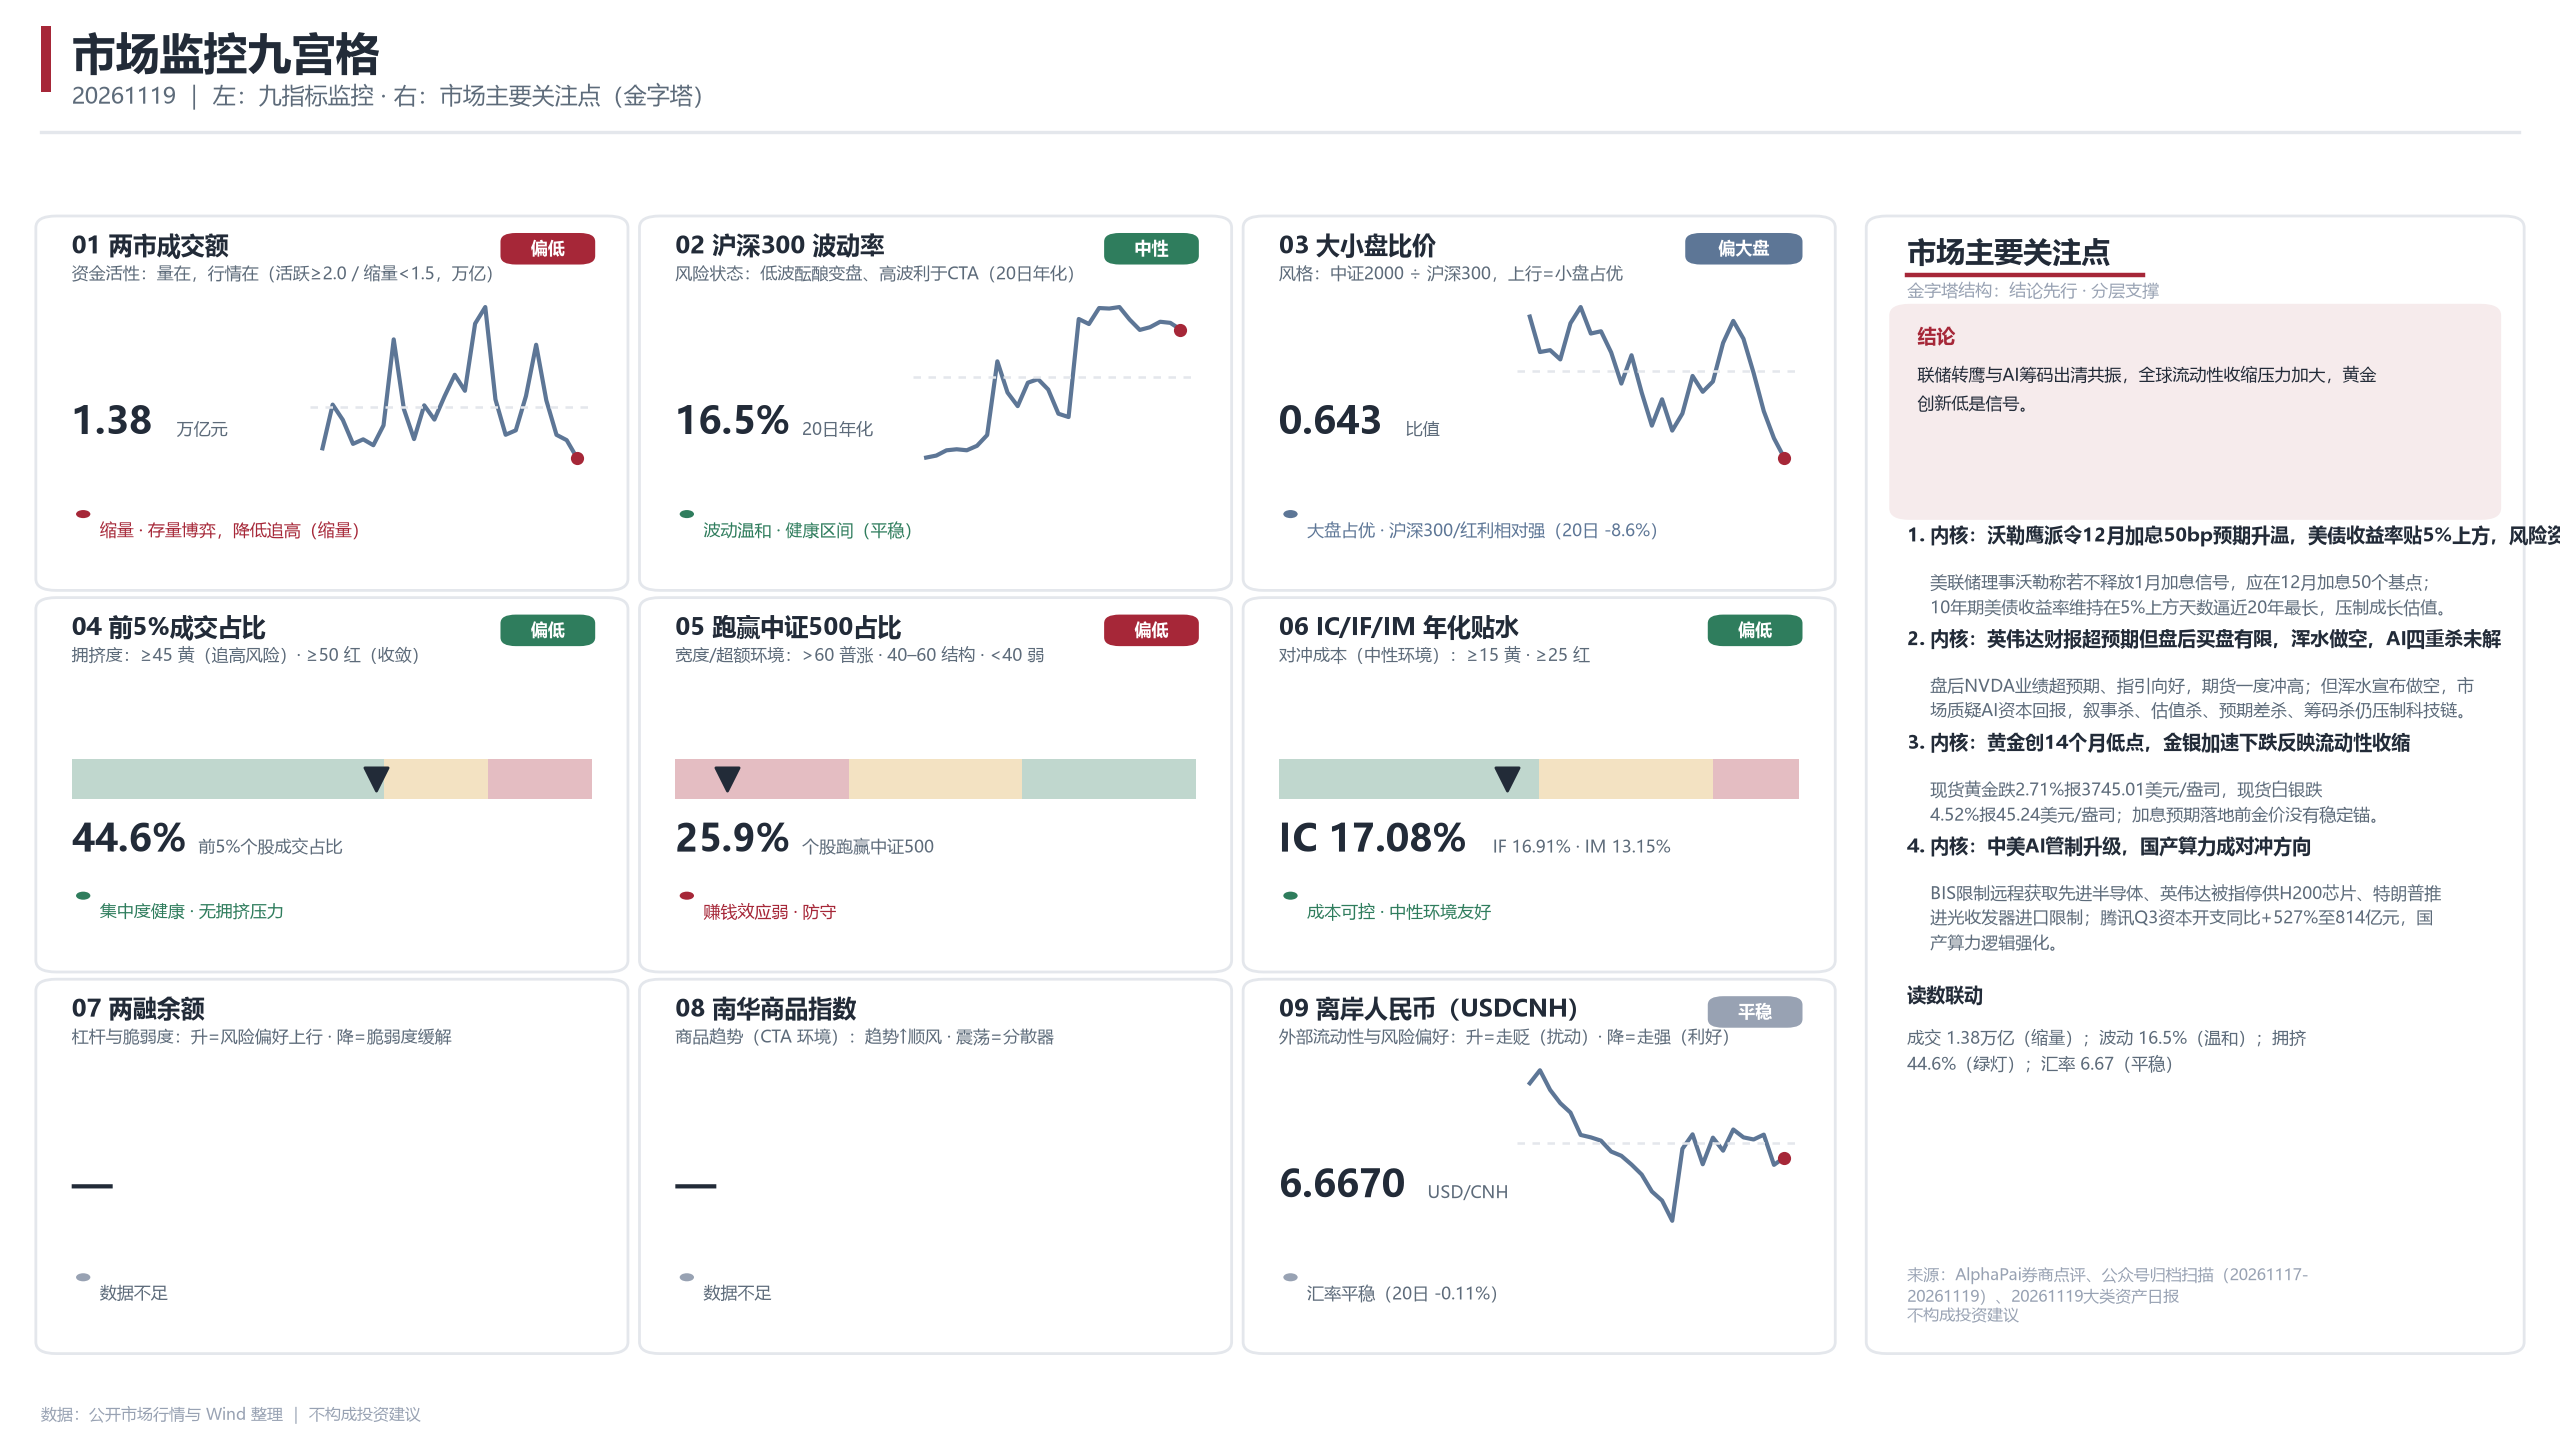 市场监控九宫格
20261119 ｜ 左：九指标监控 · 右：市场主要关注点（金字塔）
01 两市成交额
偏低
资金活性：量在，行情在（活跃≥2.0 / 缩量<1.5，万亿）
1.38 万亿元
缩量 · 存量博弈，降低追高（缩量）
02 沪深300 波动率
中性
风险状态：低波酝酿变盘、高波利于CTA（20日年化）
16.5% 20日年化
波动温和 · 健康区间（平稳）
03 大小盘比价
偏大盘
风格：中证2000 ÷ 沪深300，上行=小盘占优
0.643 比值
大盘占优 · 沪深300/红利相对强（20日 -8.6%）
04 前5%成交占比
偏低
拥挤度：≥45 黄（追高风险）· ≥50 红（收敛）
44.6% 前5%个股成交占比
集中度健康 · 无拥挤压力
05 跑赢中证500占比
偏低
宽度/超额环境：>60 普涨 · 40–60 结构 · <40 弱
25.9% 个股跑赢中证500
赚钱效应弱 · 防守
06 IC/IF/IM 年化贴水
偏低
对冲成本（中性环境）：≥15 黄 · ≥25 红
IC 17.08% IF 16.91% · IM 13.15%
成本可控 · 中性环境友好
07 两融余额
杠杆与脆弱度：升=风险偏好上行 · 降=脆弱度缓解
—
数据不足
08 南华商品指数
商品趋势（CTA 环境）：趋势↑顺风 · 震荡=分散器
—
数据不足
09 离岸人民币（USDCNH）
平稳
外部流动性与风险偏好：升=走贬（扰动）· 降=走强（利好）
6.6670 USD/CNH
汇率平稳（20日 -0.11%）
市场主要关注点
金字塔结构：结论先行 · 分层支撑
结论
联储转鹰与AI筹码出清共振，全球流动性收缩压力加大，黄金
创新低是信号。
1. 内核：沃勒鹰派令12月加息50bp预期升温，美债收益率贴5%上方，风险资
美联储理事沃勒称若不释放1月加息信号，应在12月加息50个基点；
10年期美债收益率维持在5%上方天数逼近20年最长，压制成长估值。
2. 内核：英伟达财报超预期但盘后买盘有限，浑水做空，AI四重杀未解
盘后NVDA业绩超预期、指引向好，期货一度冲高；但浑水宣布做空，市
场质疑AI资本回报，叙事杀、估值杀、预期差杀、筹码杀仍压制科技链。
3. 内核：黄金创14个月低点，金银加速下跌反映流动性收缩
现货黄金跌2.71%报3745.01美元/盎司，现货白银跌
4.52%报45.24美元/盎司；加息预期落地前金价没有稳定锚。
4. 内核：中美AI管制升级，国产算力成对冲方向
BIS限制远程获取先进半导体、英伟达被指停供H200芯片、特朗普推
进光收发器进口限制；腾讯Q3资本开支同比+527%至814亿元，国
产算力逻辑强化。
读数联动
成交 1.38万亿（缩量）；波动 16.5%（温和）；拥挤
44.6%（绿灯）；汇率 6.67（平稳）
来源：AlphaPai券商点评、公众号归档扫描（20261117-
20261119）、20261119大类资产日报
不构成投资建议
数据：公开市场行情与 Wind 整理 ｜ 不构成投资建议